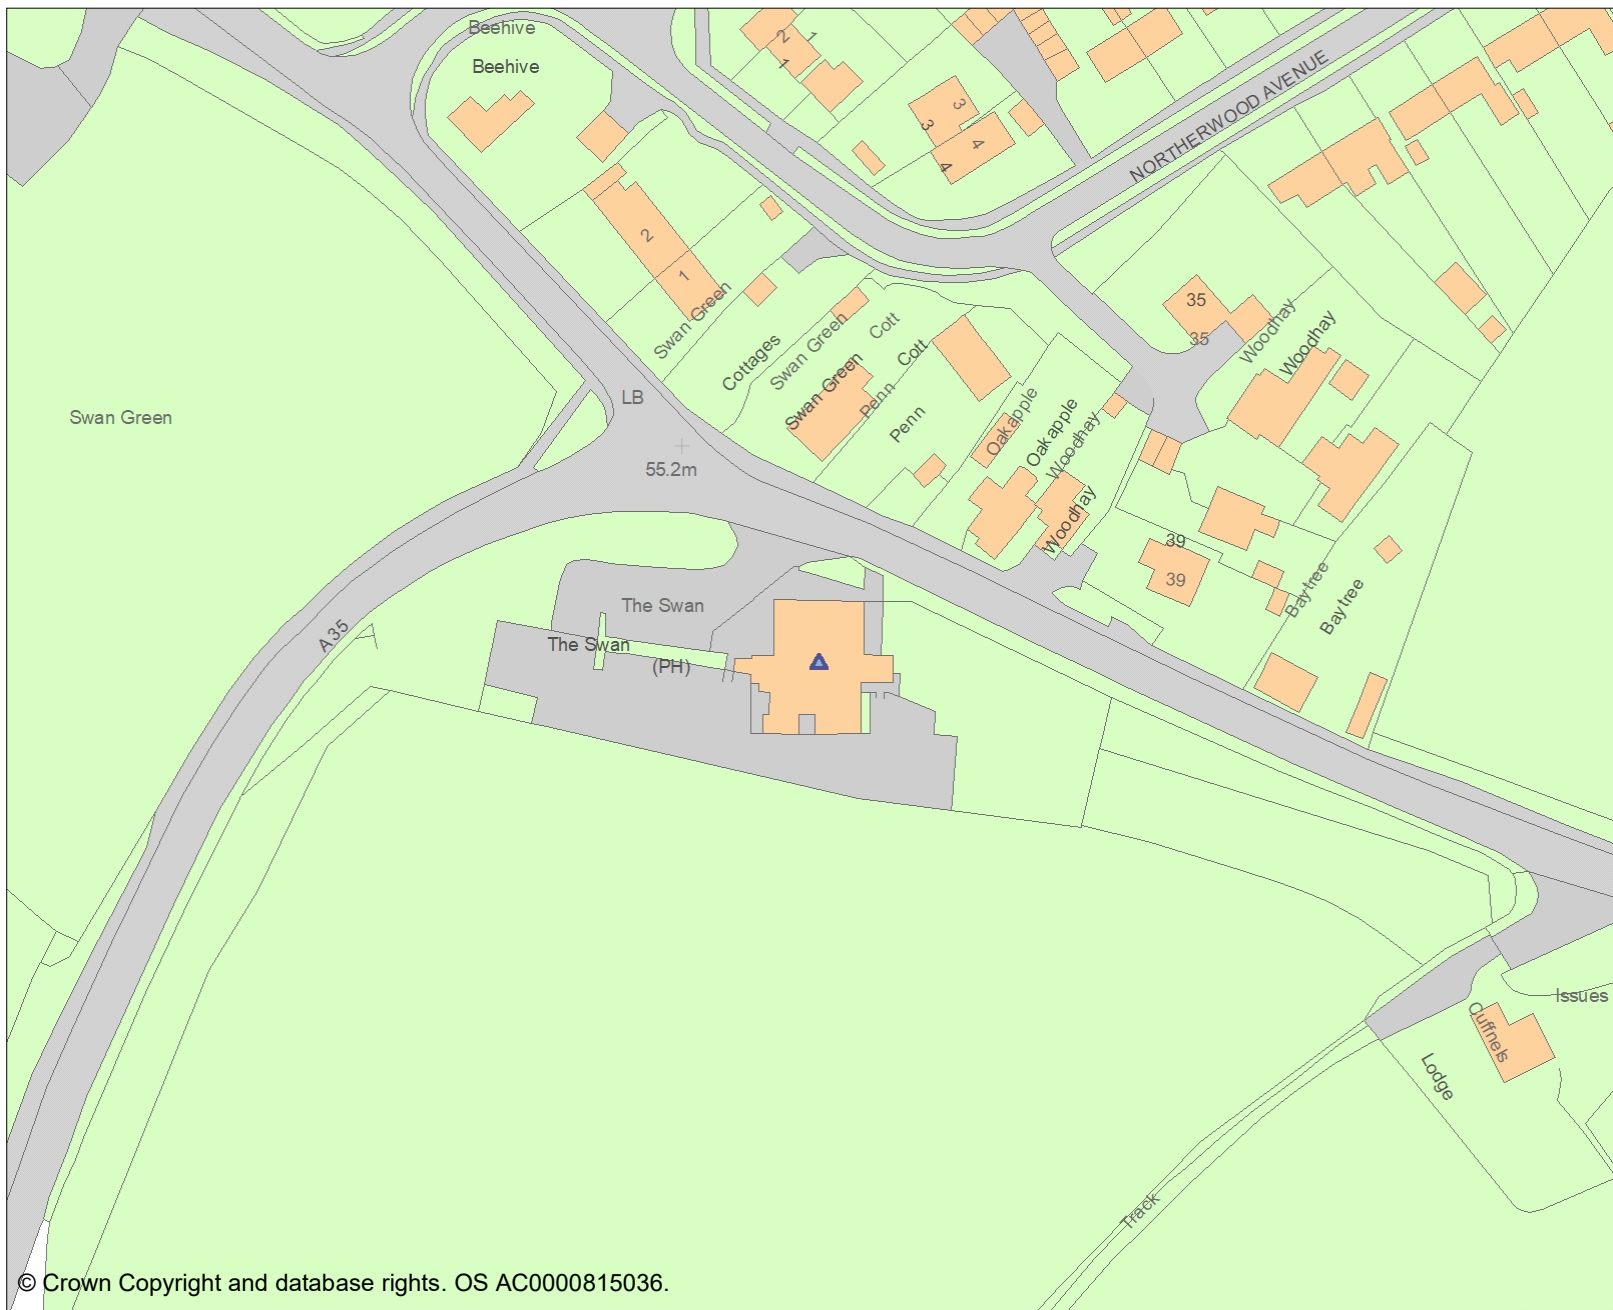 Beehive
Beehive
2
1
1
3
3
4
4
NORTHERWOOD AVENUE
2
1
Swan Green
Cottages
Swan Green
Swan Green
Cott
Cott
Penn
Penn
35
35
Woodhay
Woodhay
Oakapple
Oakapple
Woodhay
Woodhay
LB
Swan Green
55.2m
39
39
Baytree
Baytree
A35
The Swan
The Swan
(PH)
Issues
Cuffnels
Lodge
Track
© Crown Copyright and database rights. OS AC0000815036.